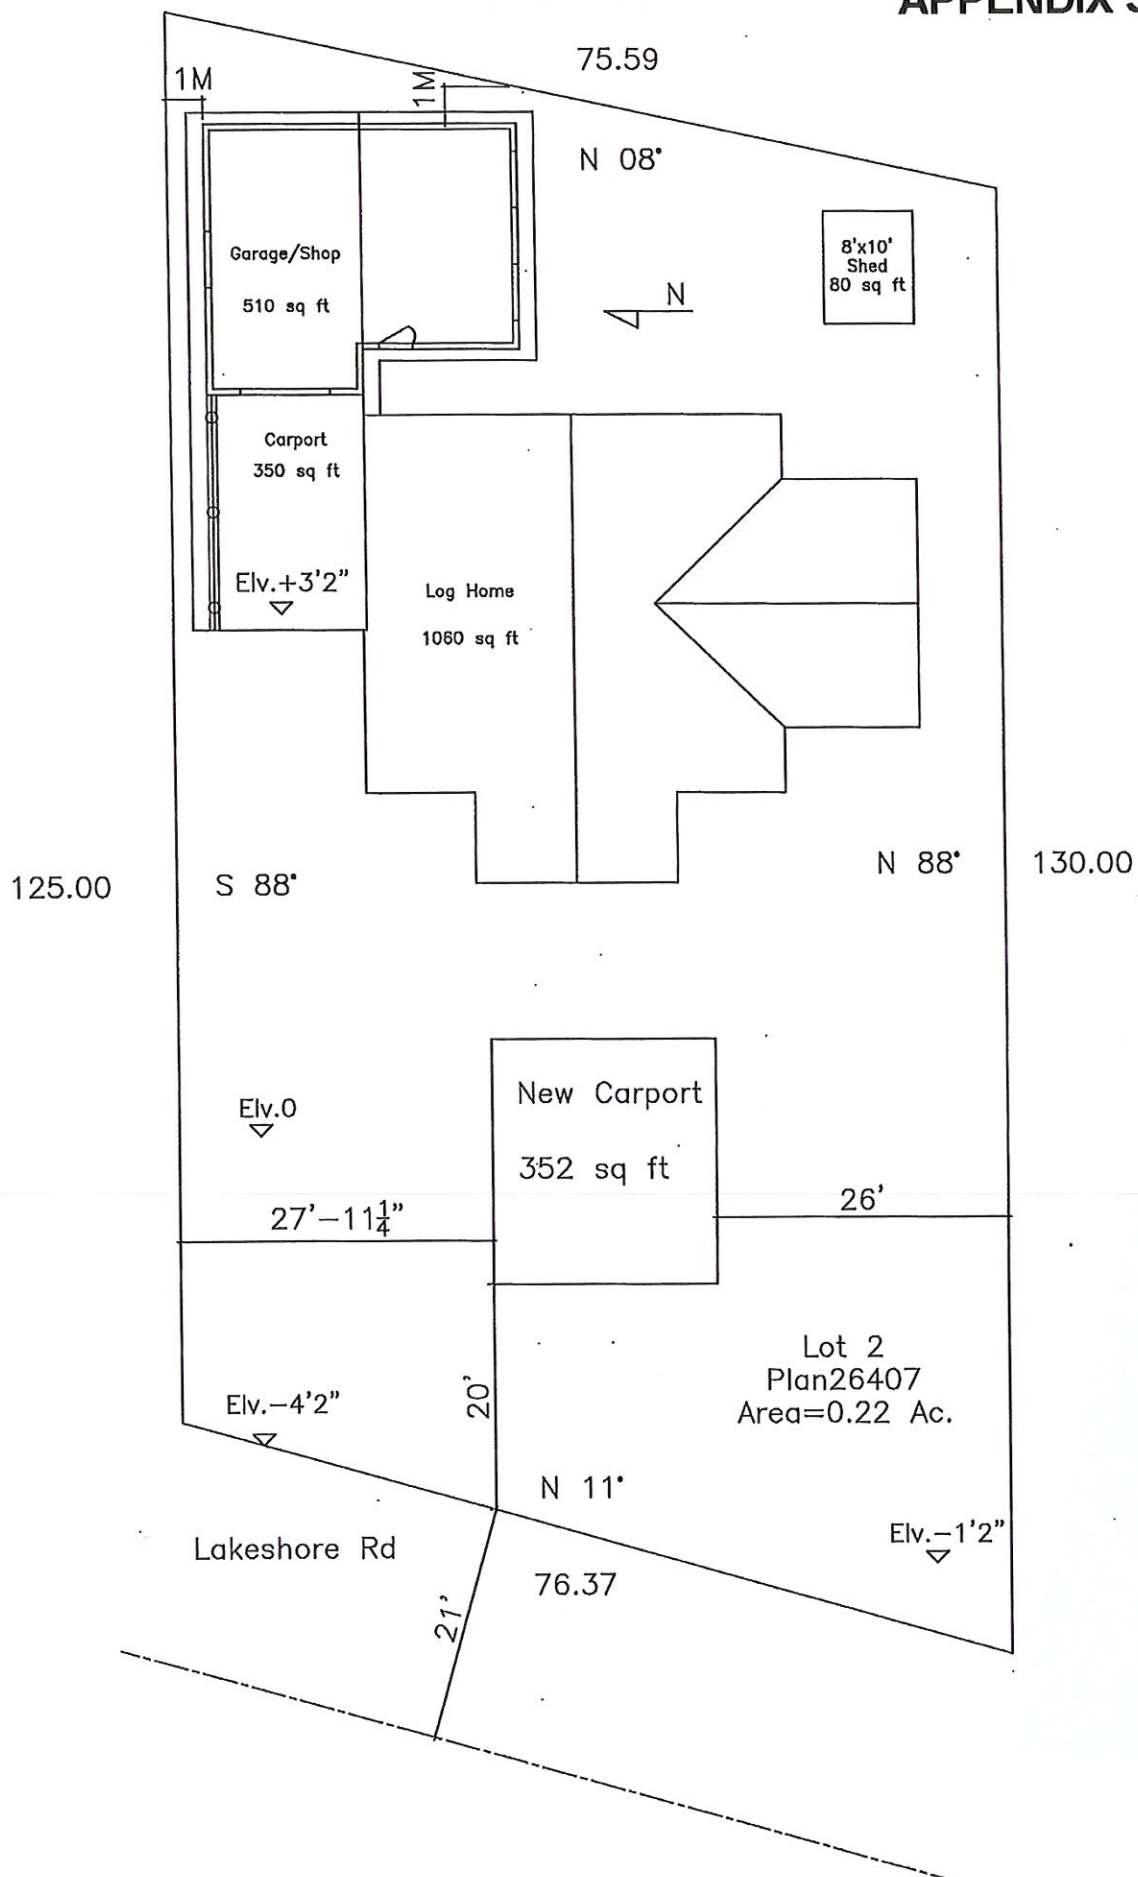 APPENDIX
75.59
1M
1M
N 08°
Garage/Shop
510 sq ft
8'x10'
Shed
80 sq ft
N
Carport
350 sq ft
Elv.+3'2"
Log Home
1060 sq ft
125.00
S 88°
N 88°
130.00
New Carport
352 sq ft
Elv.0
27'-11¼"
26'
Lot 2
Plan26407
Area=0.22 Ac.
20'
Elv.-4'2"
N 11°
Elv.-1'2"
Lakeshore Rd
76.37
21'